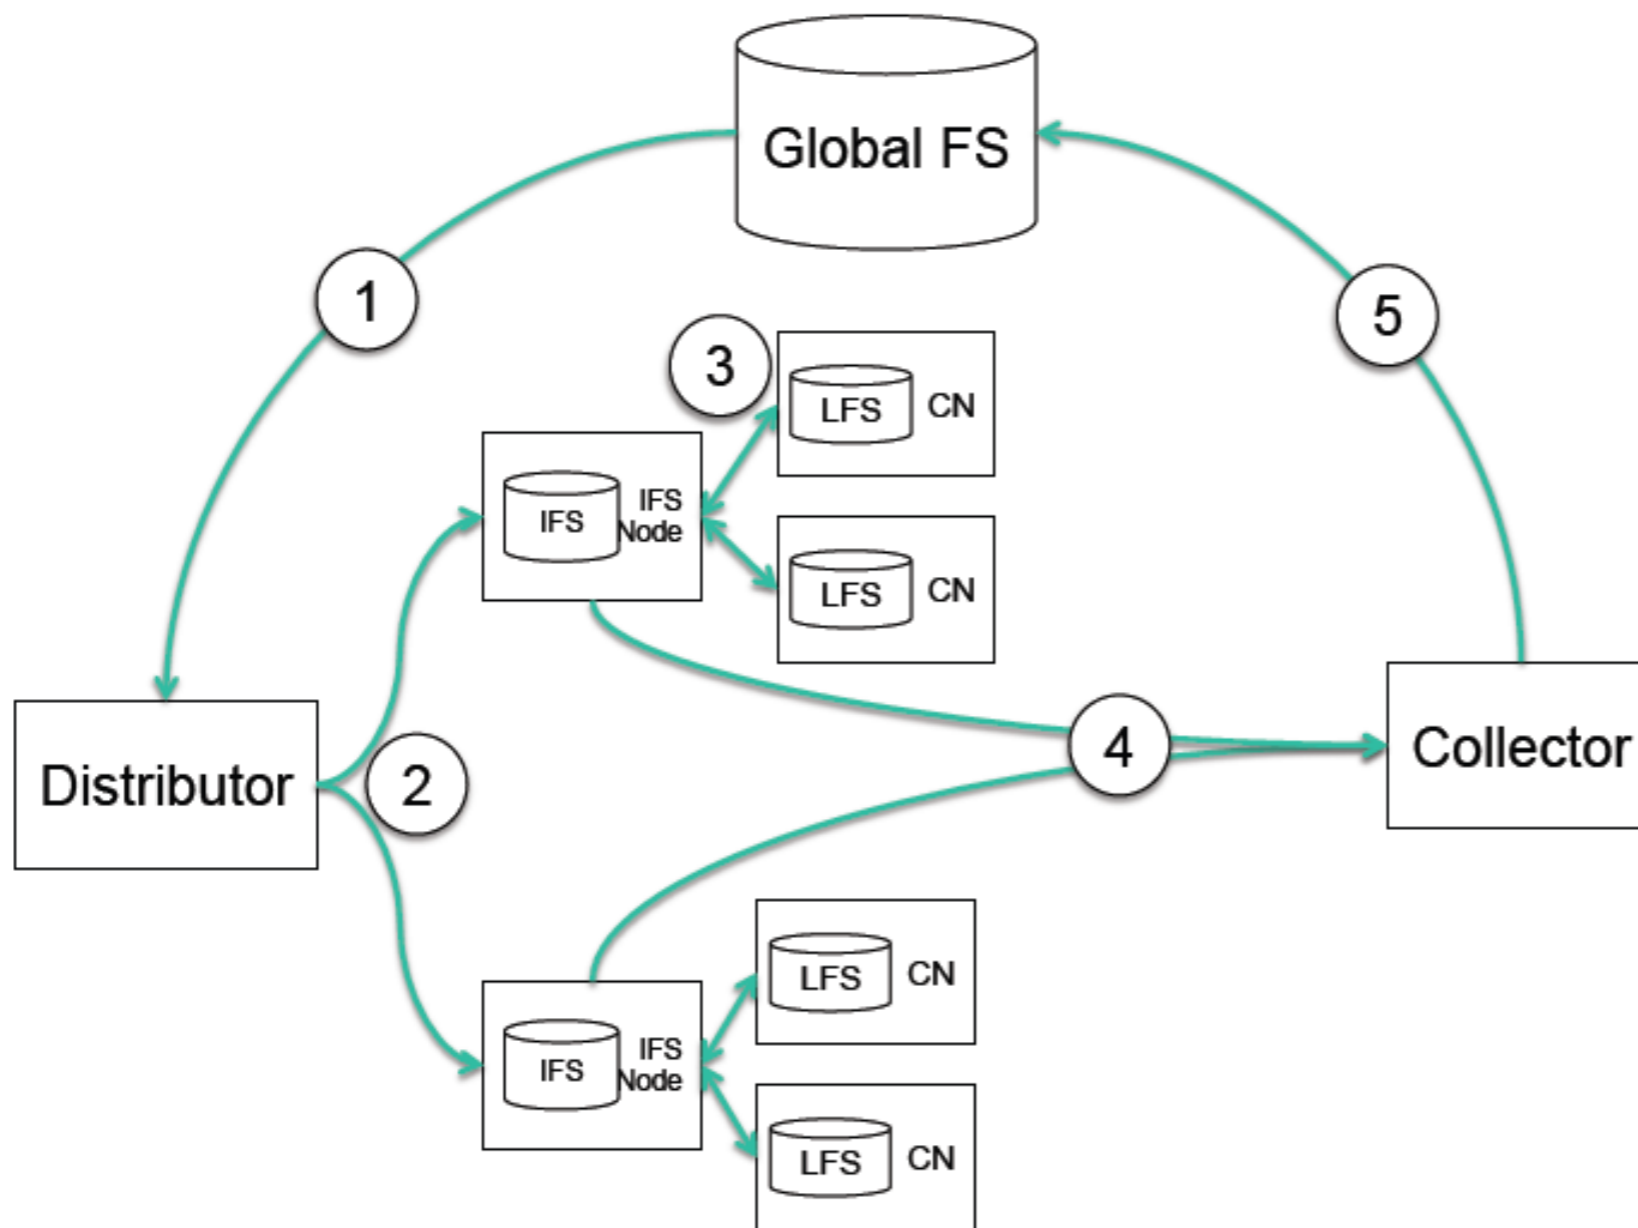 Global FS
1
5
3
LFS CN
IFS
IFS
Node
LFS CN
Distributor
2
4
Collector
LFS CN
IFS
IFS
Node
LFS CN